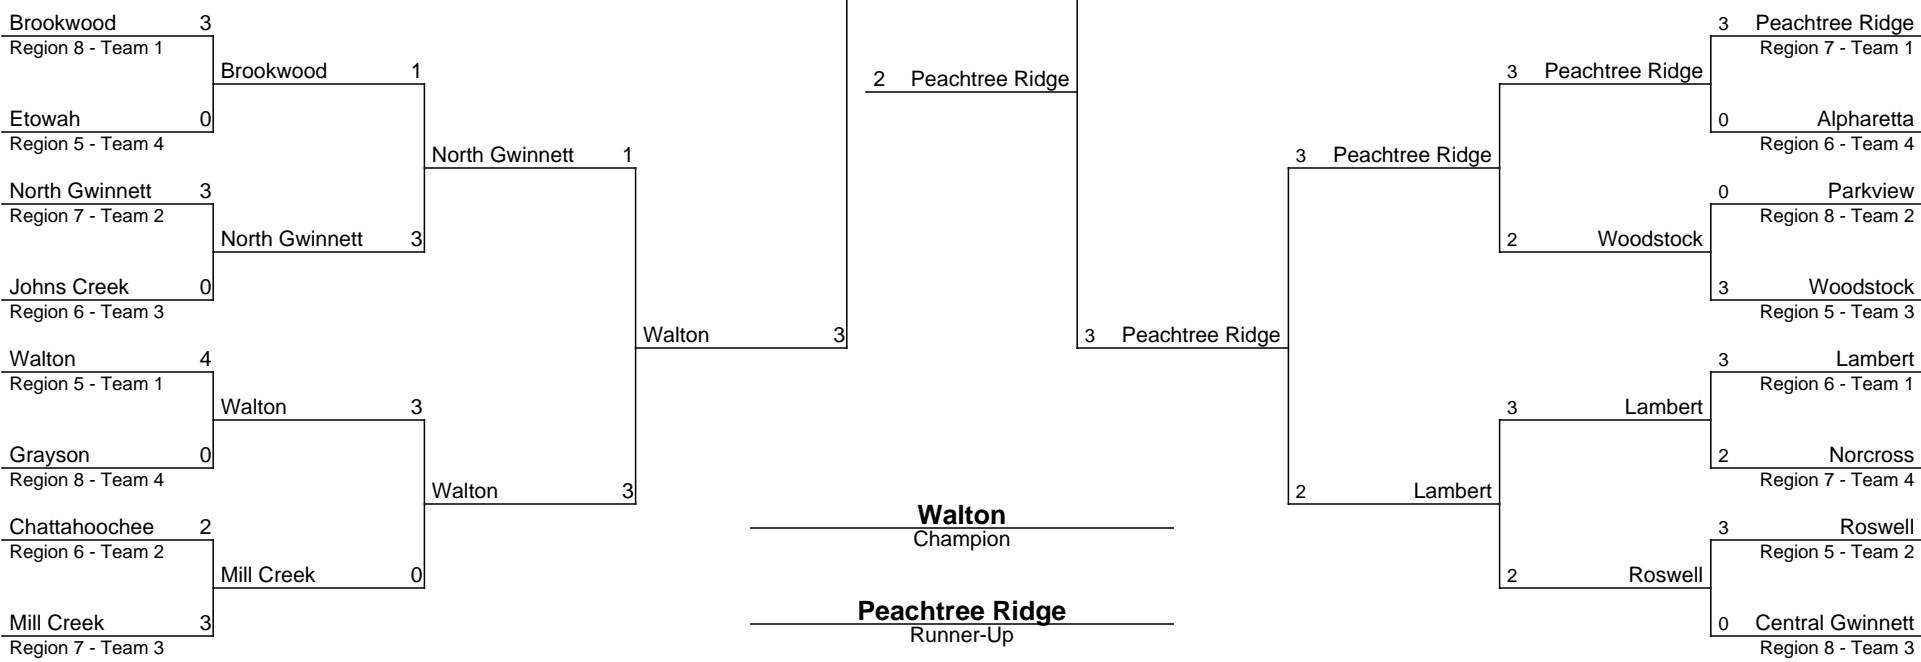 Brookwood 3
Region 8 - Team 1
Brookwood 1
Etowah 0
Region 5 - Team 4
North Gwinnett 1
North Gwinnett 3
Region 7 - Team 2
North Gwinnett 3
Johns Creek 0
Region 6 - Team 3
Walton 3
Walton 4
Region 5 - Team 1
Walton 3
Grayson 0
Region 8 - Team 4
Walton 3
Chattahoochee 2
Region 6 - Team 2
Mill Creek 0
Mill Creek 3
Region 7 - Team 3
2 Peachtree Ridge
3 Peachtree Ridge
Walton
Champion
Peachtree Ridge
Runner-Up
3 Peachtree Ridge
Region 7 - Team 1
3 Peachtree Ridge
0 Alpharetta
Region 6 - Team 4
3 Peachtree Ridge
0 Parkview
Region 8 - Team 2
2 Woodstock
3 Woodstock
Region 5 - Team 3
3 Lambert
Region 6 - Team 1
3 Lambert
2 Norcross
Region 7 - Team 4
2 Lambert
3 Roswell
Region 5 - Team 2
2 Roswell
0 Central Gwinnett
Region 8 - Team 3